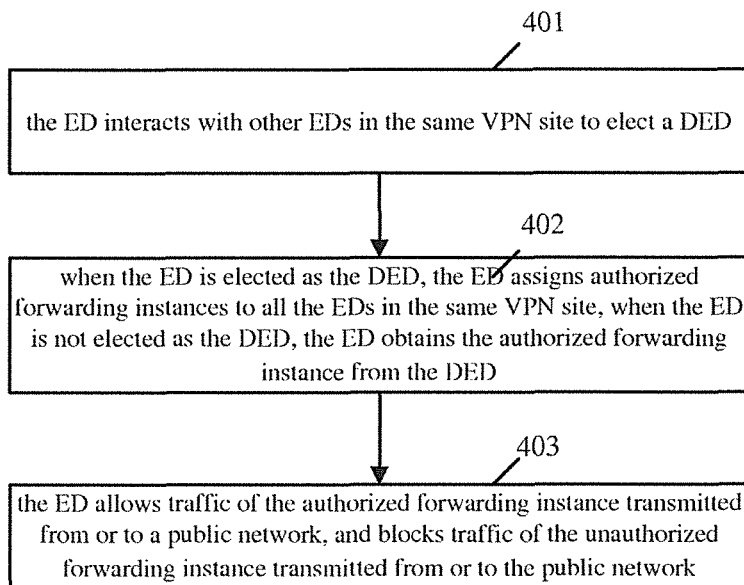 401
the ED interacts with other EDs in the same VPN site to elect a DED
402
when the ED is elected as the DED, the ED assigns authorized
forwarding instances to all the EDs in the same VPN site, when the ED
is not elected as the DED, the ED obtains the authorized forwarding
instance from the DED
403
the ED allows traffic of the authorized forwarding instance transmitted
from or to a public network, and blocks traffic of the unauthorized
forwarding instance transmitted from or to the public network